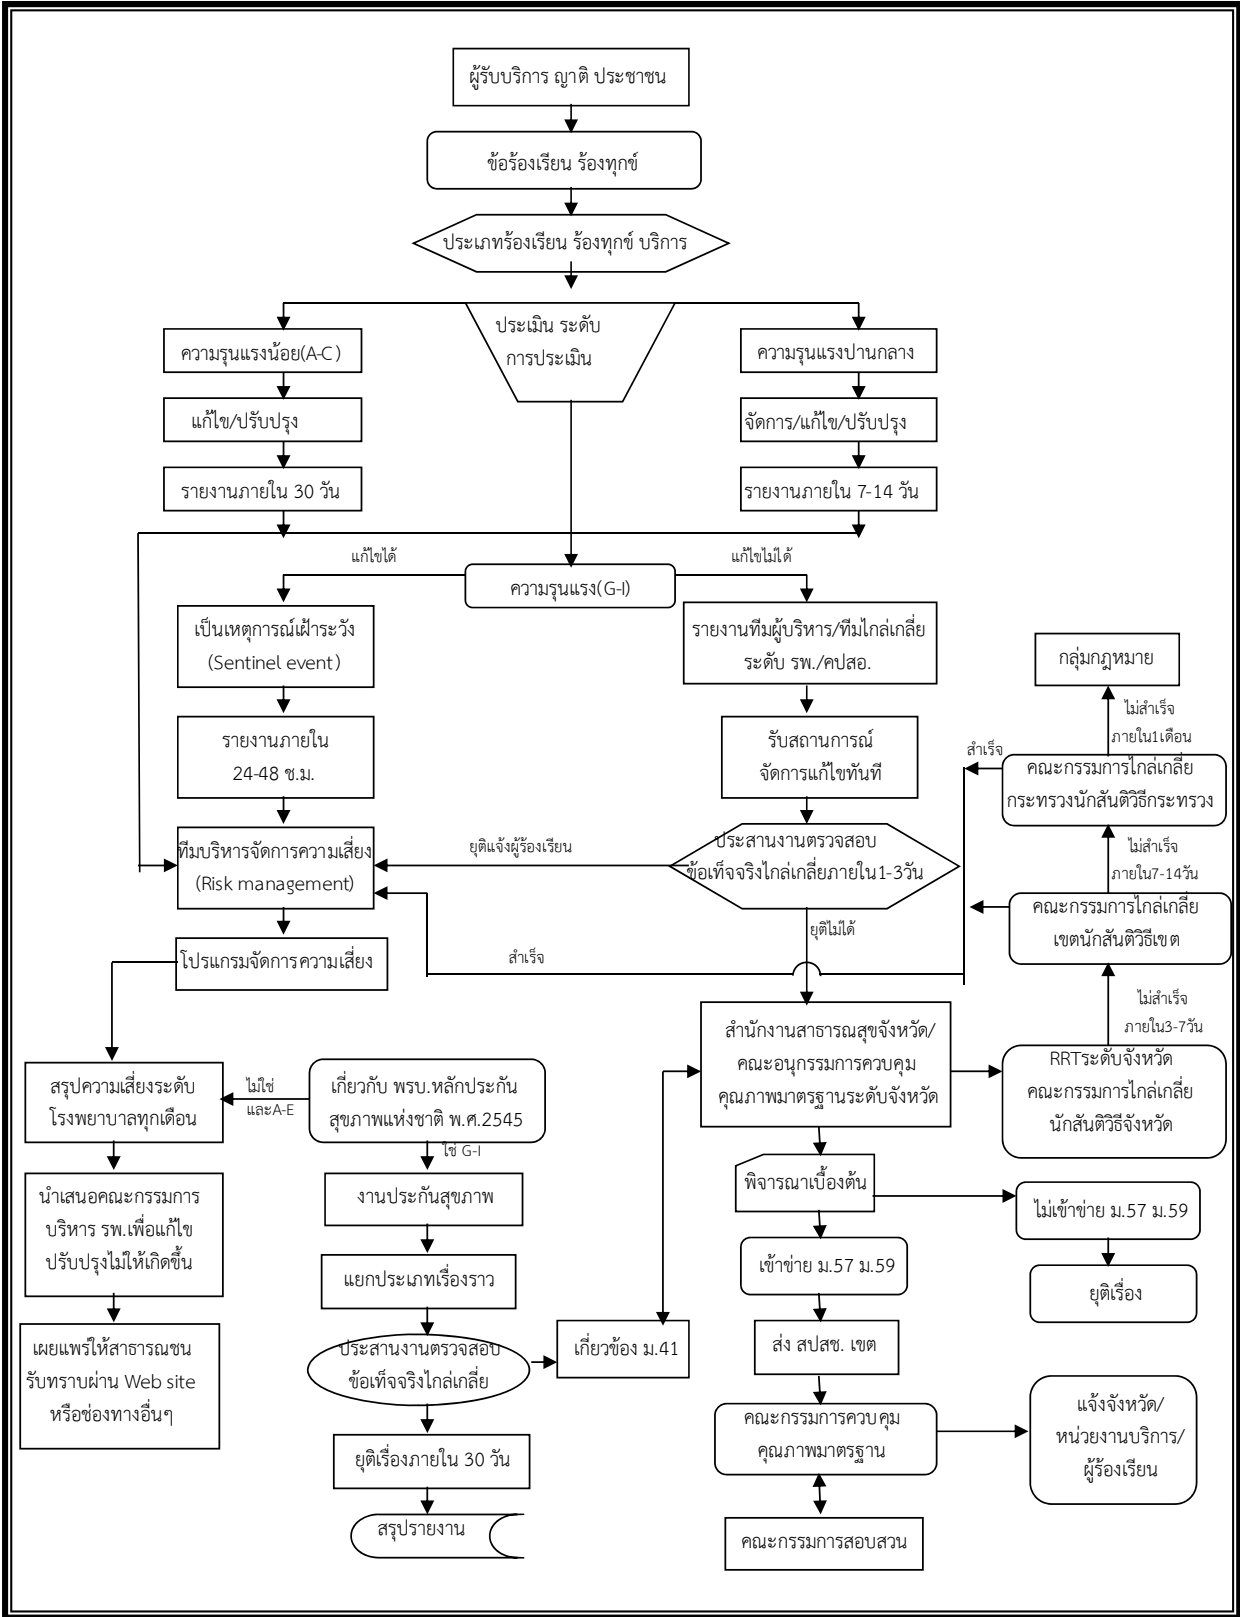 ผู้รับบริการ ญาติ ประชาชน
ข้อร้องเรียน ร้องทุกข์
ประเภทร้องเรียน ร้องทุกข์ บริการ
ประเมิน ระดับ
การประเมิน
ความรุนแรงน้อย(A-C)
แก้ไข/ปรับปรุง
รายงานภายใน 30 วัน
ความรุนแรงปานกลาง
จัดการ/แก้ไข/ปรับปรุง
รายงานภายใน 7-14 วัน
แก้ไขได้
ความรุนแรง(G-I)
แก้ไขไม่ได้
เป็นเหตุการณ์เฝ้าระวัง
(Sentinel event)
รายงานภายใน
24-48 ช.ม.
ทีมบริหารจัดการความเสี่ยง
(Risk management)
โปรแกรมจัดการความเสี่ยง
รายงานทีมผู้บริหาร/ทีมไกล่เกลี่ย
ระดับ รพ./คปสอ.
รับสถานการณ์
จัดการแก้ไขทันที
ประสานงานตรวจสอบ
ข้อเท็จจริงไกล่เกลี่ยภายใน1-3วัน
ยุติแจ้งผู้ร้องเรียน
ยุติไม่ได้
สำเร็จ
กลุ่มกฎหมาย
ไม่สำเร็จ
ภายใน1เดือน
สำเร็จ
คณะกรรมการไกล่เกลี่ย
กระทรวงนักสันติวิธีกระทรวง
ไม่สำเร็จ
ภายใน7-14วัน
คณะกรรมการไกล่เกลี่ย
เขตนักสันติวิธีเขต
ไม่สำเร็จ
ภายใน3-7วัน
RRTระดับจังหวัด
คณะกรรมการไกล่เกลี่ย
นักสันติวิธีจังหวัด
สำนักงานสาธารณสุขจังหวัด/
คณะอนุกรรมการควบคุม
คุณภาพมาตรฐานระดับจังหวัด
พิจารณาเบื้องต้น
ไม่เข้าข่าย ม.57 ม.59
ยุติเรื่อง
เข้าข่าย ม.57 ม.59
ส่ง สปสช. เขต
คณะกรรมการควบคุม
คุณภาพมาตรฐาน
แจ้งจังหวัด/
หน่วยงานบริการ/
ผู้ร้องเรียน
คณะกรรมการสอบสวน
สรุปความเสี่ยงระดับ
โรงพยาบาลทุกเดือน
ไม่ใช่
และA-E
เกี่ยวกับ พรบ.หลักประกัน
สุขภาพแห่งชาติ พ.ศ.2545
ใช่ G-I
นำเสนอคณะกรรมการ
บริหาร รพ.เพื่อแก้ไข
ปรับปรุงไม่ให้เกิดขึ้น
เผยแพร่ให้สาธารณชน
รับทราบผ่าน Web site
หรือช่องทางอื่นๆ
งานประกันสุขภาพ
แยกประเภทเรื่องราว
ประสานงานตรวจสอบ
ข้อเท็จจริงไกล่เกลี่ย
เกี่ยวข้อง ม.41
ยุติเรื่องภายใน 30 วัน
สรุปรายงาน